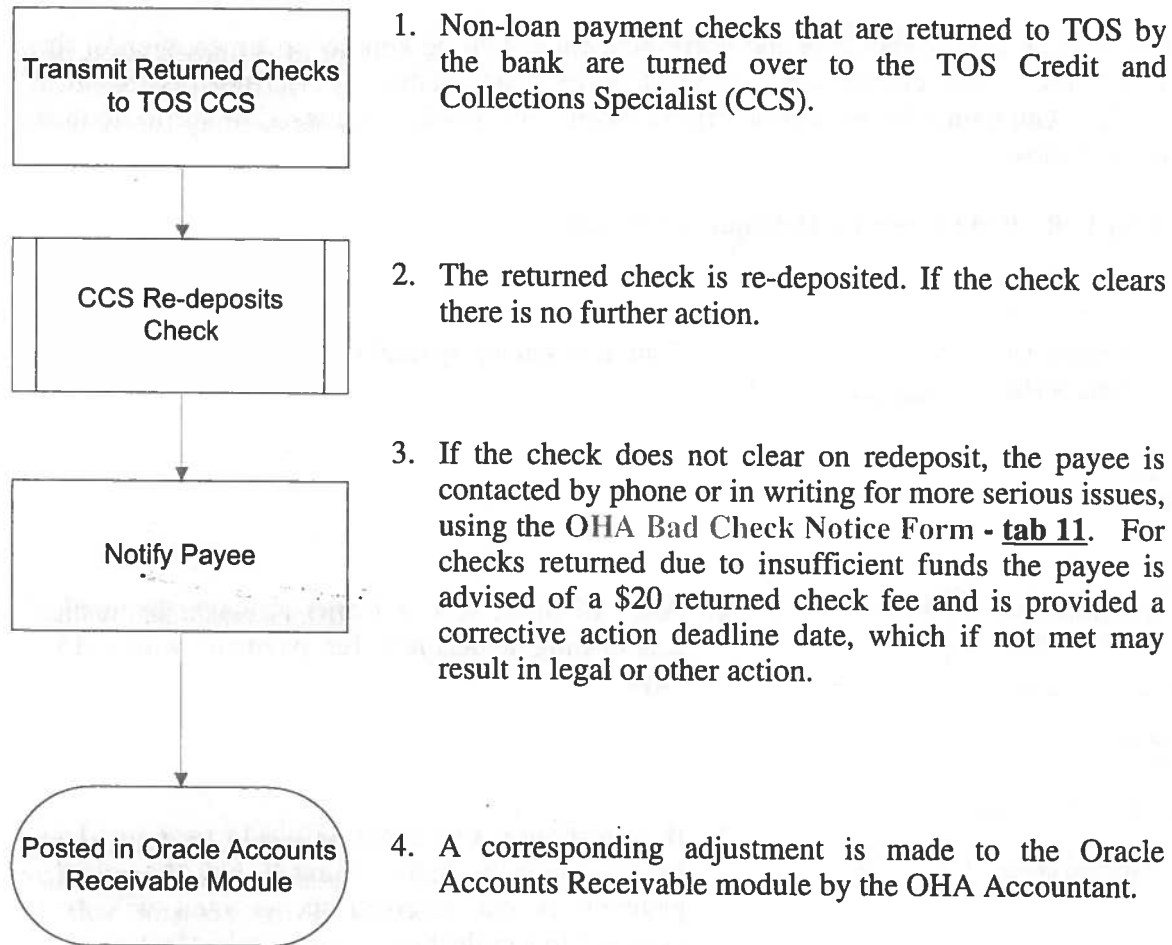 Transmit Returned Checks
to TOS CCS
1. Non-loan payment checks that are returned to TOS by
the bank are turned over to the TOS Credit and
Collections Specialist (CCS).
CCS Re-deposits
Check
2. The returned check is re-deposited. If the check clears
there is no further action.
Notify Payee
3. If the check does not clear on redeposit, the payee is
contacted by phone or in writing for more serious issues,
using the OHA Bad Check Notice Form - tab 11. For
checks returned due to insufficient funds the payee is
advised of a $20 returned check fee and is provided a
corrective action deadline date, which if not met may
result in legal or other action.
Posted in Oracle Accounts
Receivable Module
4. A corresponding adjustment is made to the Oracle
Accounts Receivable module by the OHA Accountant.